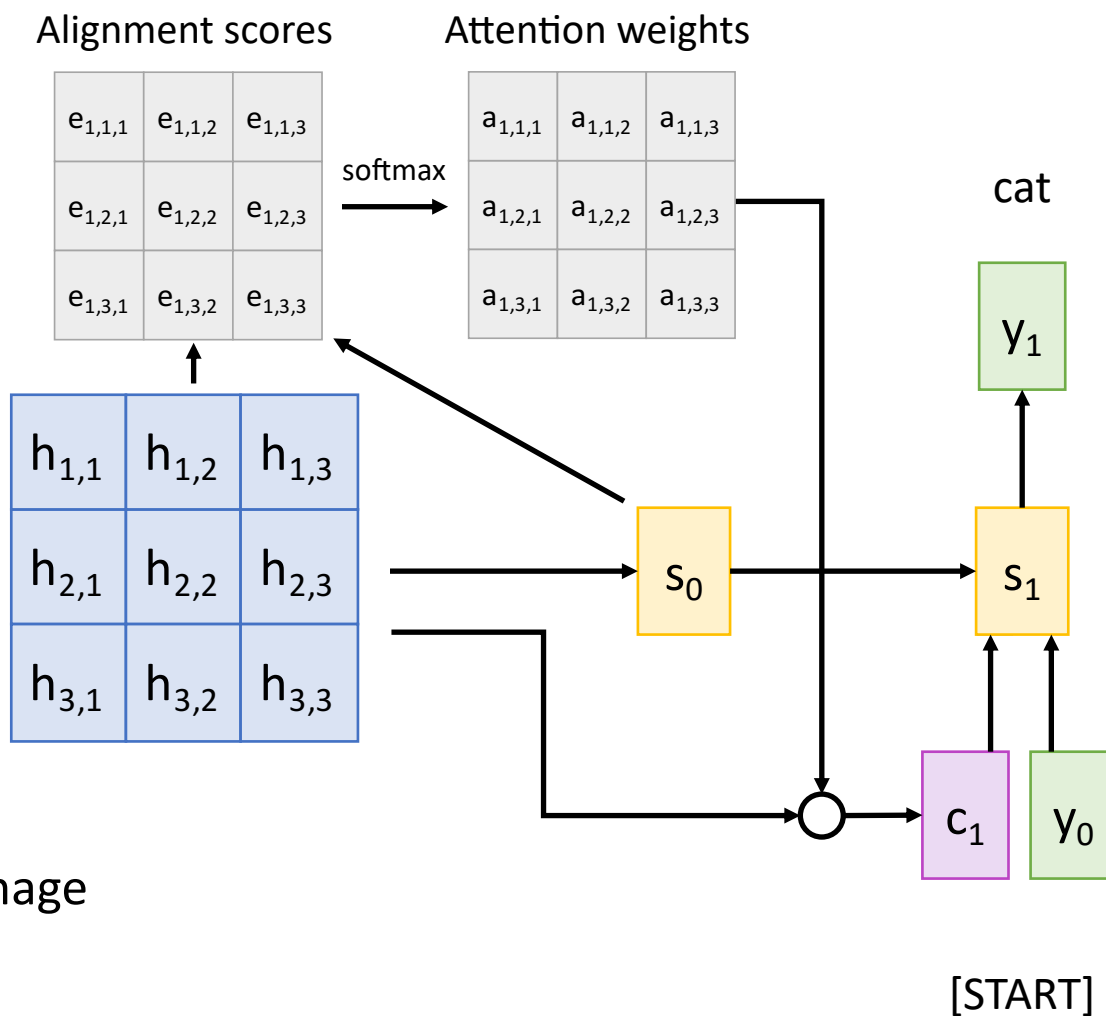 Alignment scores
Attention weights
e1,1,1 e1,1,2 e1,1,3
a1,1,1 a1,1,2 a1,1,3
softmax
cat
e1,2,1 e1,2,2 e1,2,3
a1,2,1 a1,2,2 a1,2,3
e1,3,1 e1,3,2 e1,3,3
a1,3,1 a1,3,2 a1,3,3
y1
h1,1 h1,2 h1,3
h2,1 h2,2 h2,3
s0
s1
h3,1 h3,2 h3,3
c1
y0
[START]